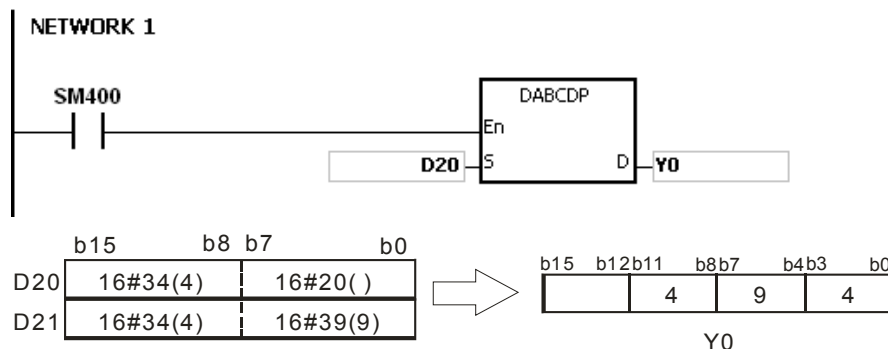 NETWORK 1
SM400
DABCDP
En
D20 S D Y0
b15 b8 b7 b0
D20 16#34(4) 16#20( )
D21 16#34(4) 16#39(9)
b15 b12 b11 b8 b7 b4 b3 b0
4 9 4
Y0